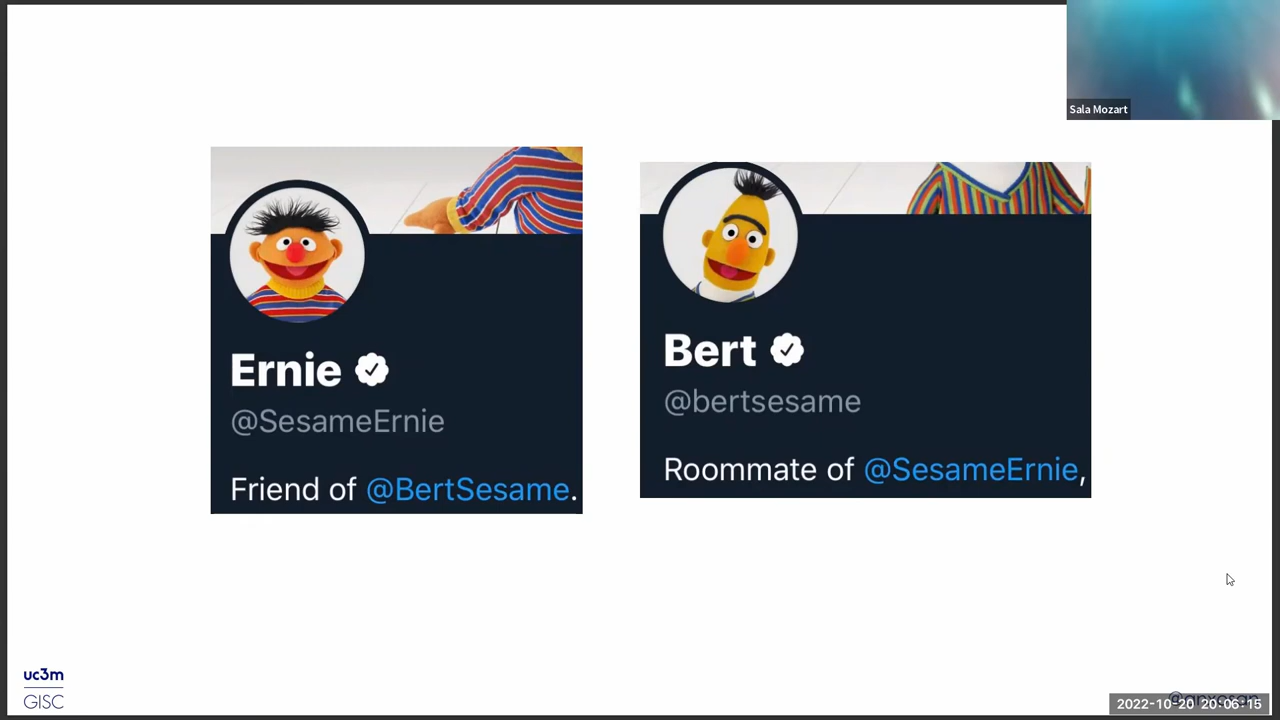 Sala Mozart
Ernie
@SesameErnie
Friend of @BertSesame.
Bert
@bertsesame
Roommate of @SesameErnie,
uc3m
GISC
2022-10-20 20:06:15